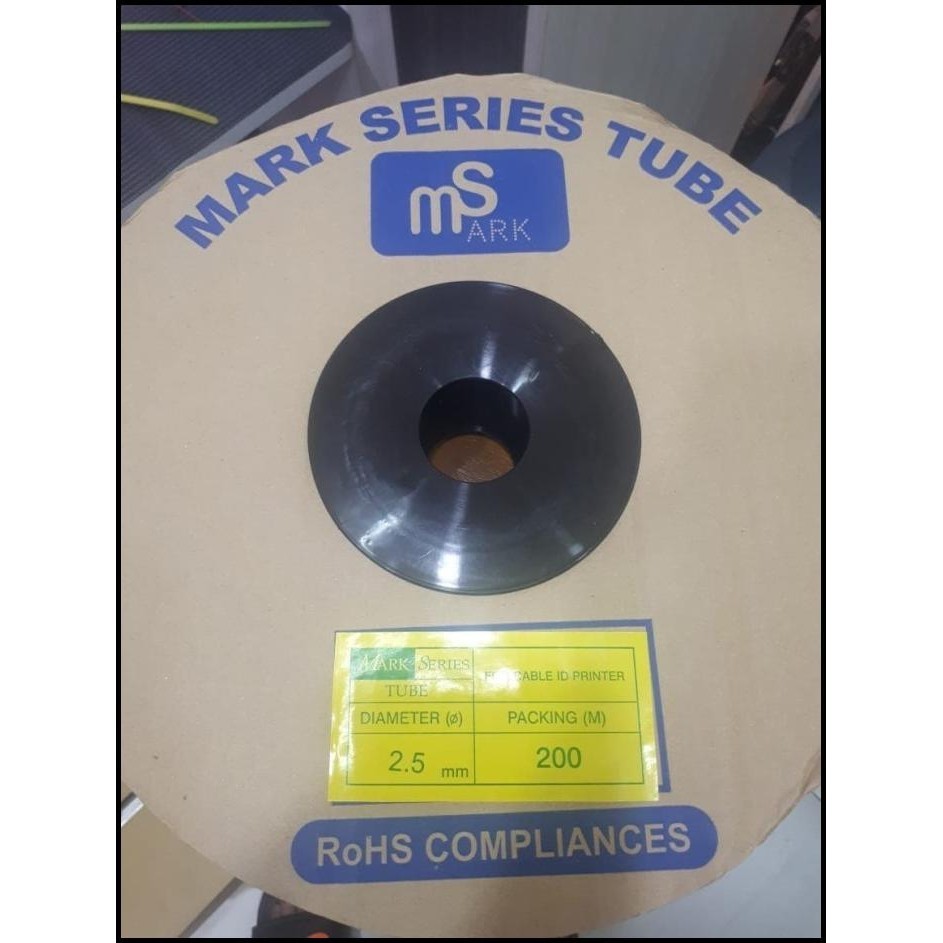 MARK SERIES TUBE
mS
ARK
MARK SERIES
TUBE
CABLE ID PRINTER
DIAMETER (ø)
PACKING (M)
2.5 mm
200
RoHS COMPLIANCES